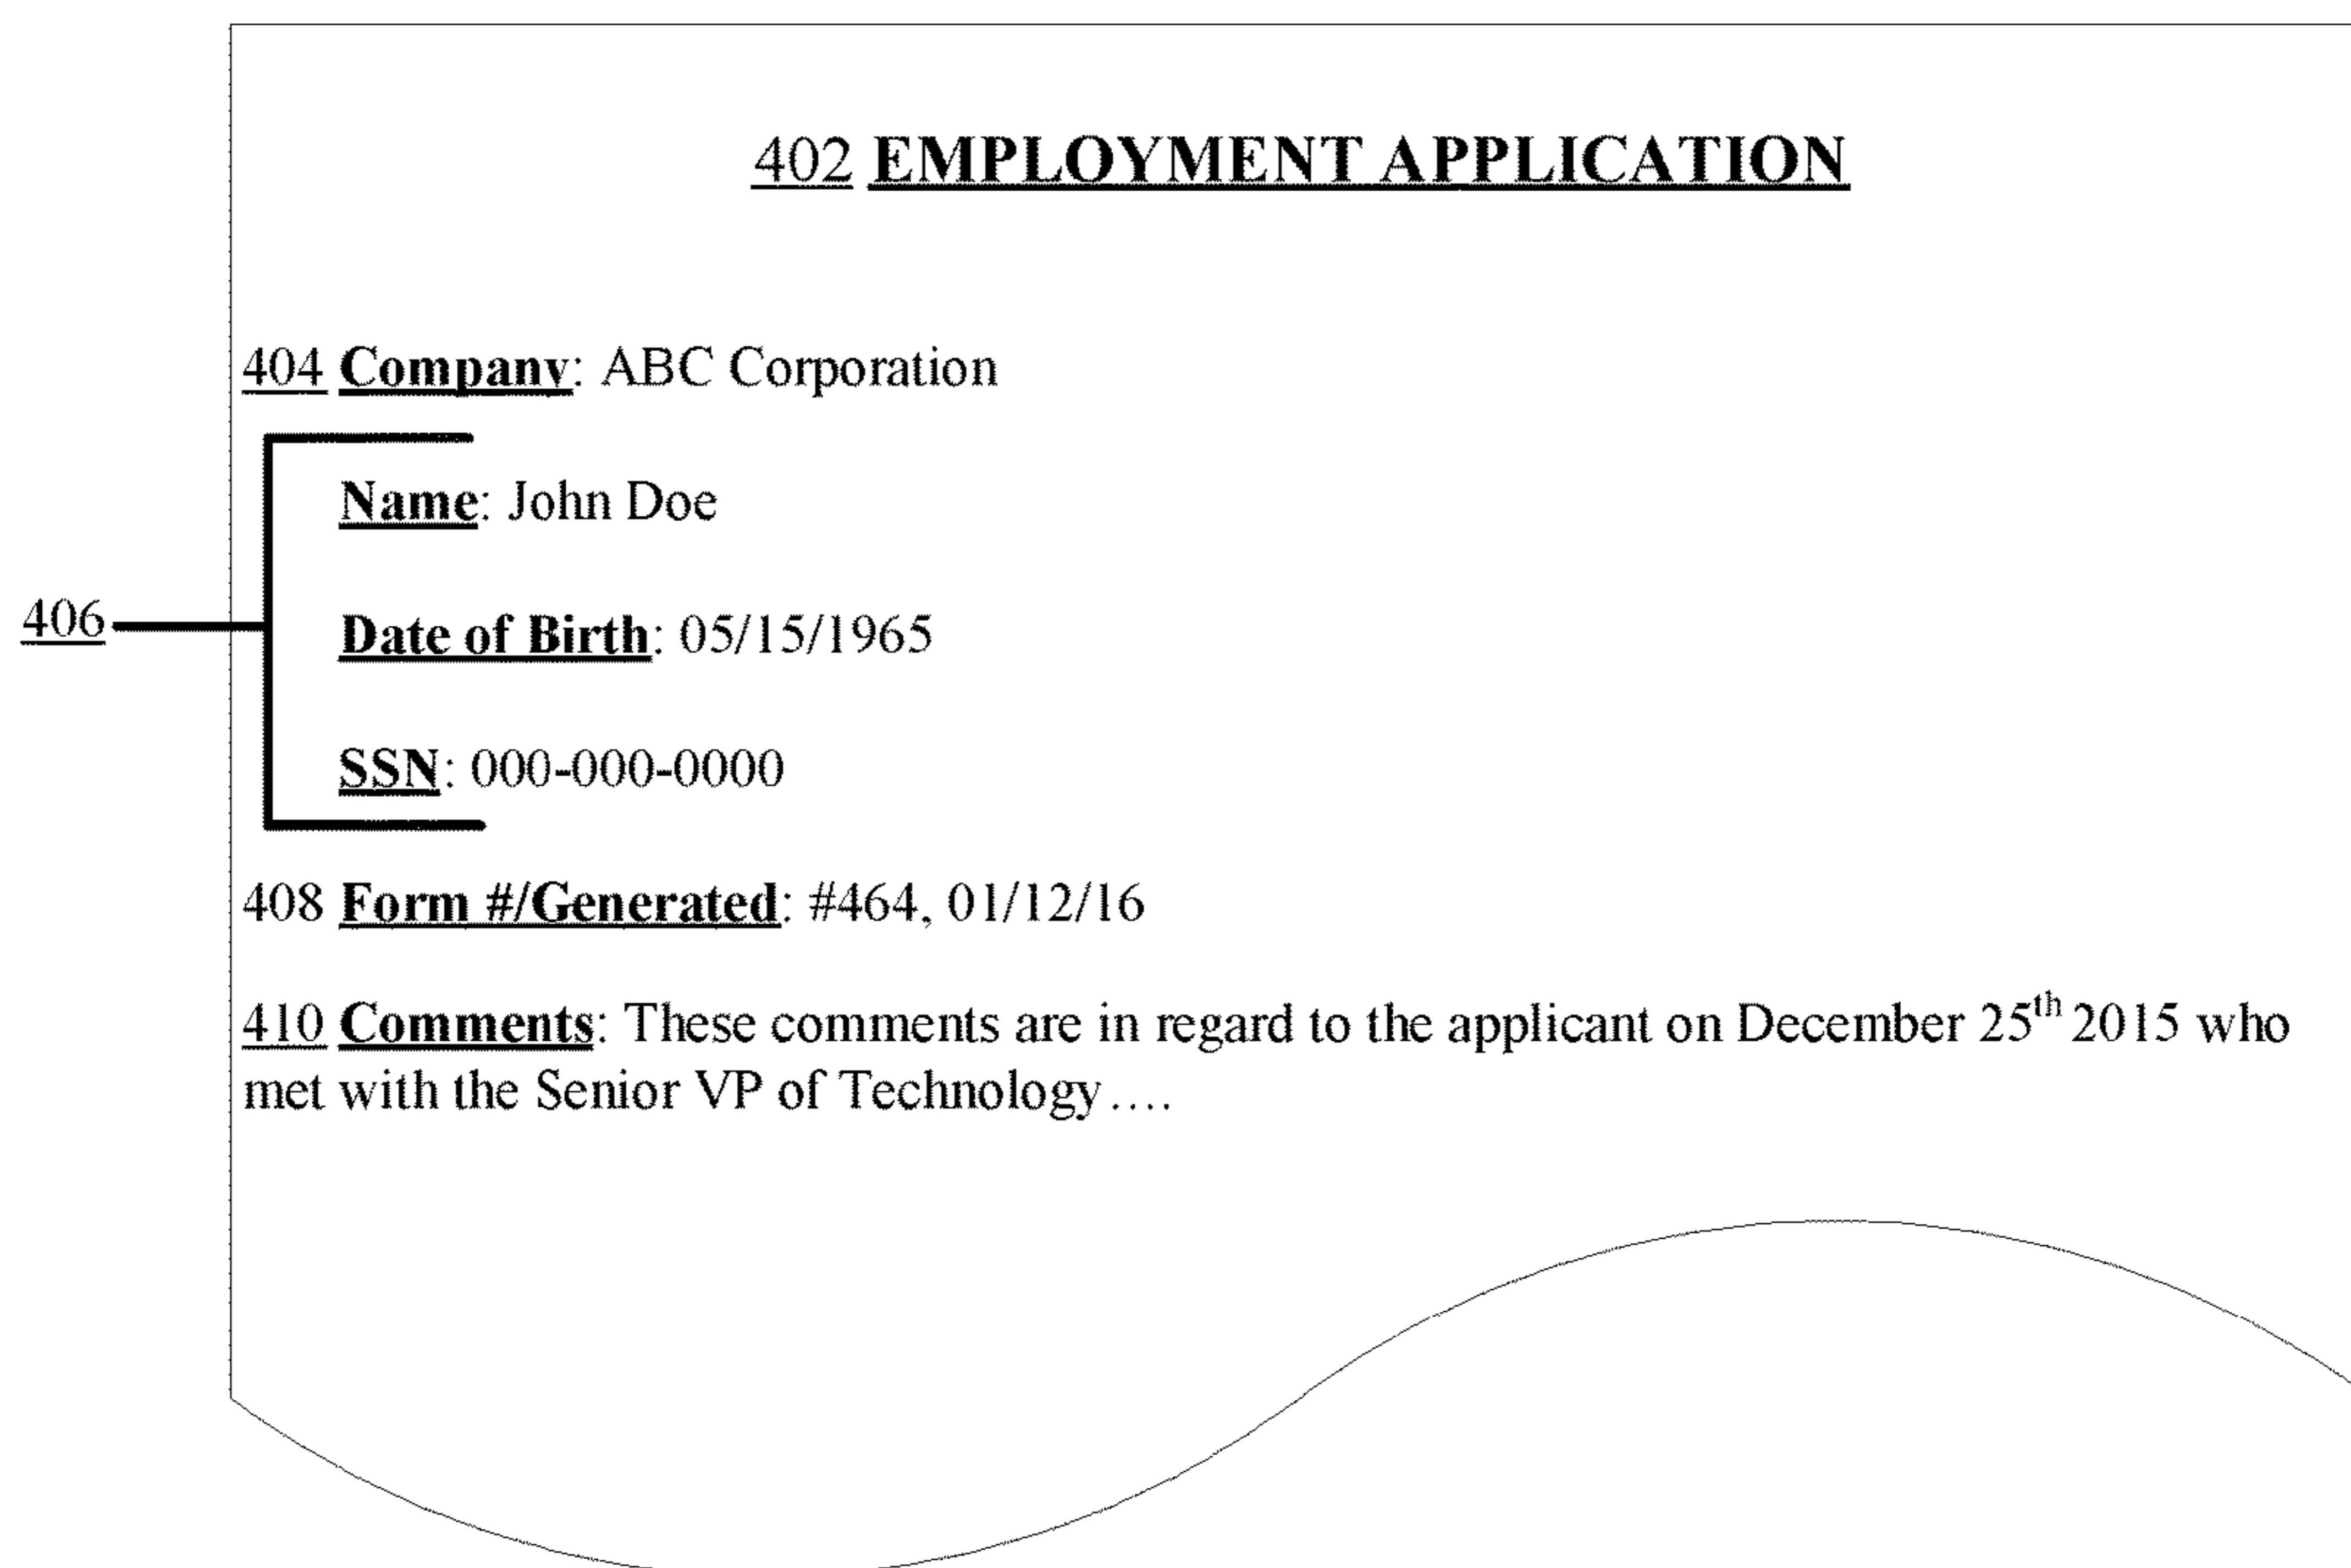 402 EMPLOYMENT APPLICATION
404 Company: ABC Corporation
Name: John Doe
406
Date of Birth: 05/15/1965
SSN: 000-000-0000
408 Form #/Generated: #464, 01/12/16
410 Comments: These comments are in regard to the applicant on December 25th 2015 who
met with the Senior VP of Technology....